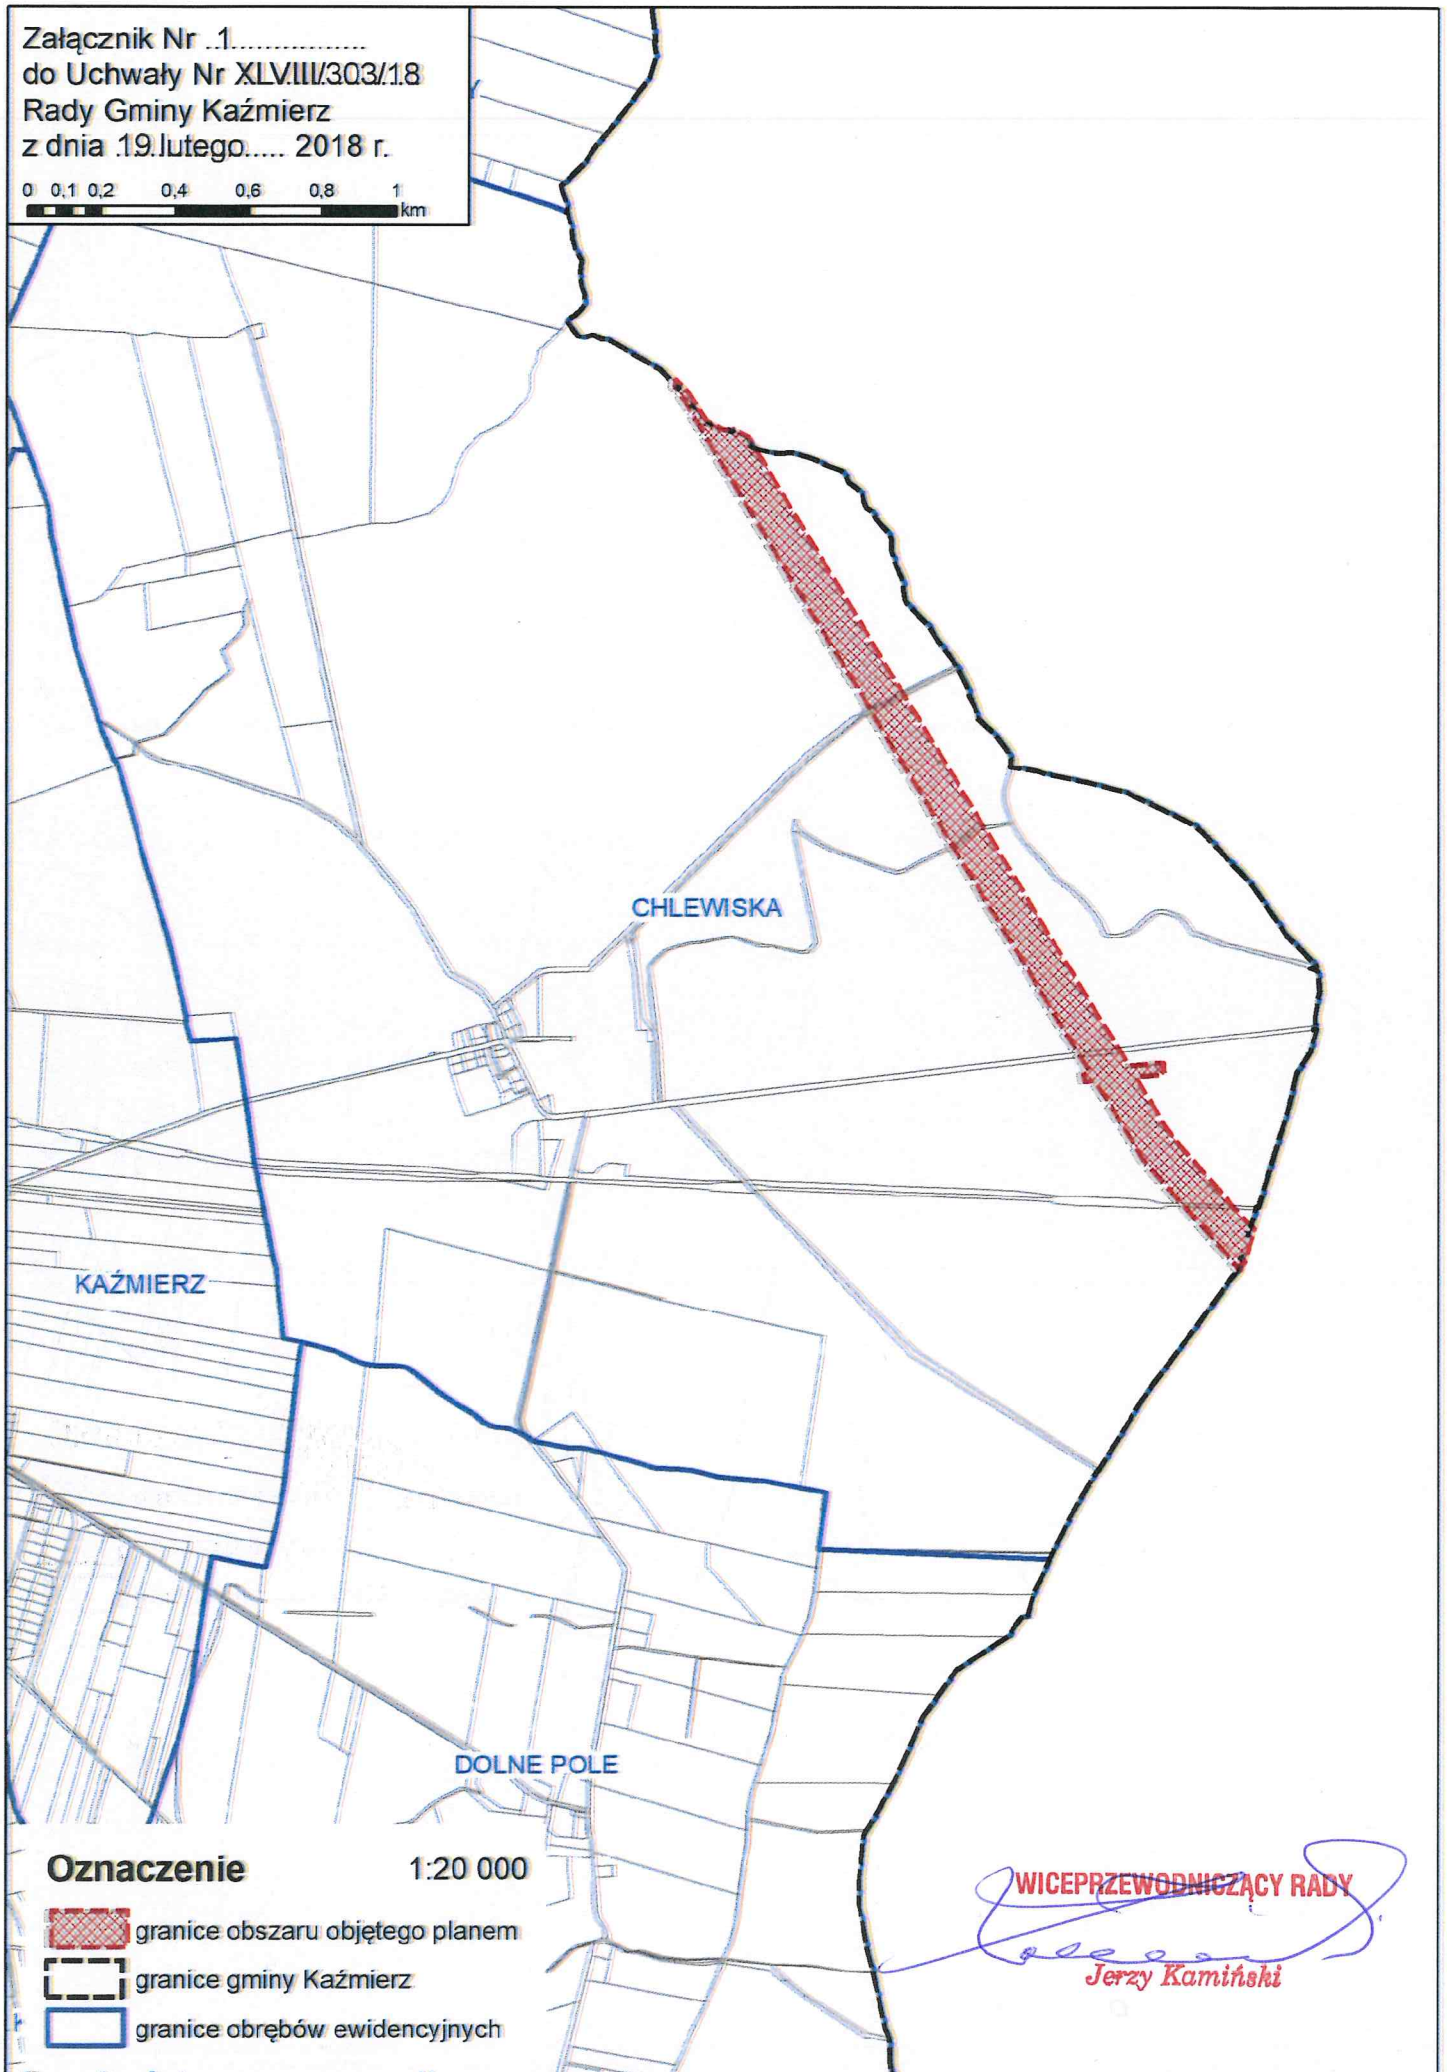 Załącznik Nr ..1.................
do Uchwały Nr XLVIII/303/18
Rady Gminy Kaźmierz
z dnia .19.lutego..... 2018 r.
0 0,1 0,2 0,4 0,6 0,8 1
km
CHLEWISKA
KAŹMIERZ
DOLNE POLE
Oznaczenie 1:20 000
granice obszaru objętego planem
granice gminy Kaźmierz
granice obrębów ewidencyjnych
WICEPRZEWODNICZĄCY RADY
Jerzy Kamiński